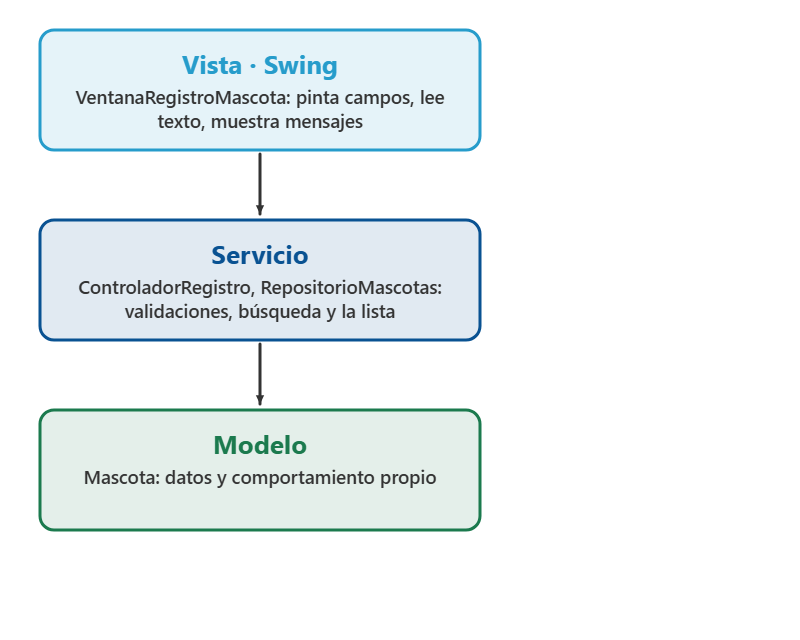 Vista · Swing
VentanaRegistroMascota: pinta campos, lee
texto, muestra mensajes
Servicio
ControladorRegistro, RepositorioMascotas:
validaciones, búsqueda y la lista
Modelo
Mascota: datos y comportamiento propio